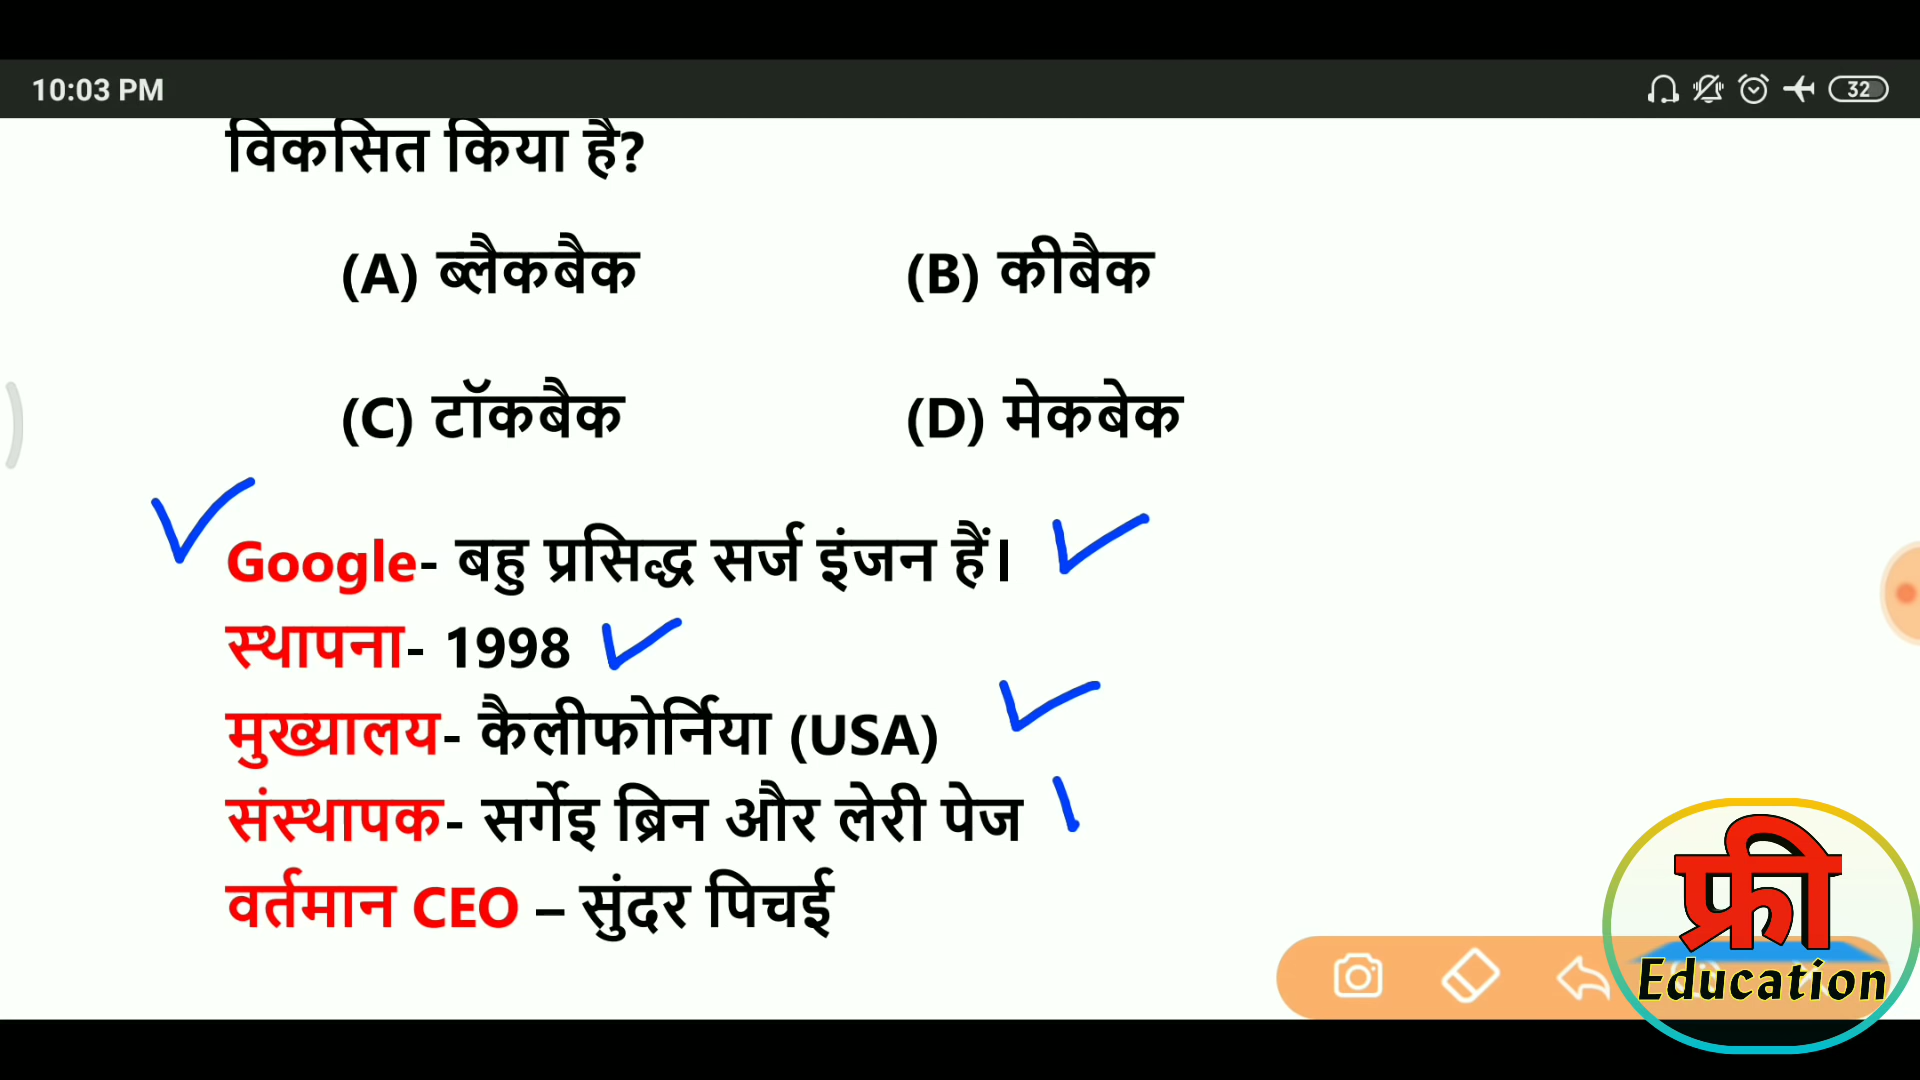 10:03 PM
32
विकसित किया है?
(A) ब्लैकबैक (B) कीबैक
(C) टॉकबैक (D) मेकबेक
Google- बहु प्रसिद्ध सर्ज इंजन हैं।
स्थापना- 1998
मुख्यालय- कैलीफोर्निया (USA)
संस्थापक- सर्गेइ ब्रिन और लेरी पेज
वर्तमान CEO – सुंदर पिचई
फ्री
Education